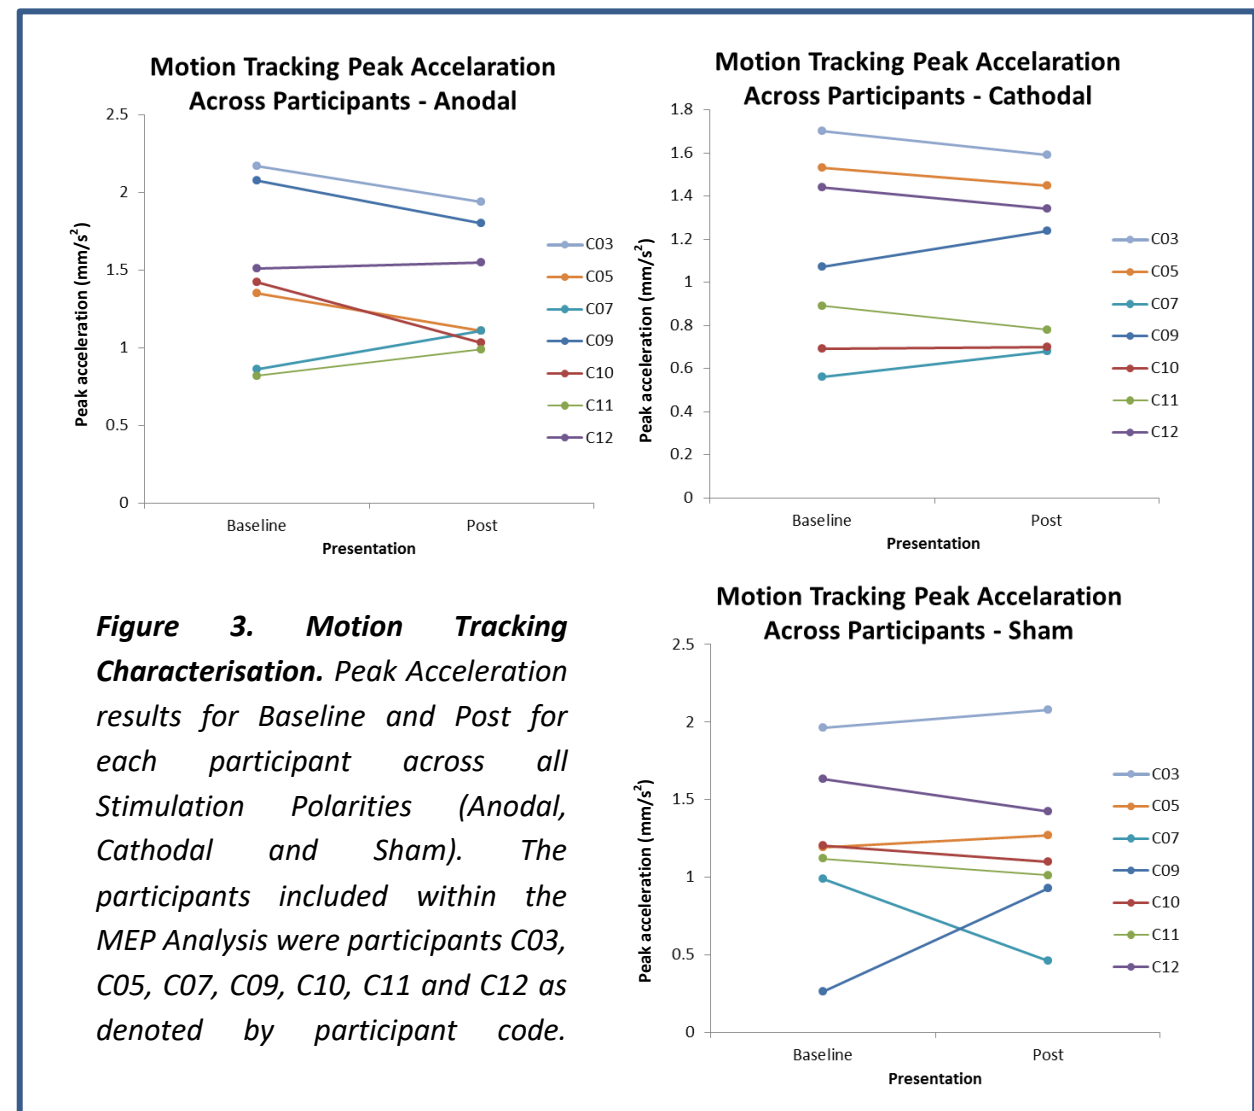 Motion Tracking Peak Accelaration
Across Participants - Anodal
2.5
2
1.5
1
0.5
0
Peak acceleration (mm/s²)
Baseline
Post
Presentation
C03
C05
C07
C09
C10
C11
C12
Motion Tracking Peak Accelaration
Across Participants - Cathodal
1.8
1.6
1.4
1.2
1
0.8
0.6
0.4
0.2
0
Peak acceleration (mm/s²)
Baseline
Post
Presentation
C03
C05
C07
C09
C10
C11
C12
Figure 3. Motion Tracking
Characterisation. Peak Acceleration
results for Baseline and Post for
each participant across all
Stimulation Polarities (Anodal,
Cathodal and Sham). The
participants included within the
MEP Analysis were participants C03,
C05, C07, C09, C10, C11 and C12 as
denoted by participant code.
Motion Tracking Peak Accelaration
Across Participants - Sham
2.5
2
1.5
1
0.5
0
Peak acceleration (mm/s²)
Baseline
Post
Presentation
C03
C05
C07
C09
C10
C11
C12